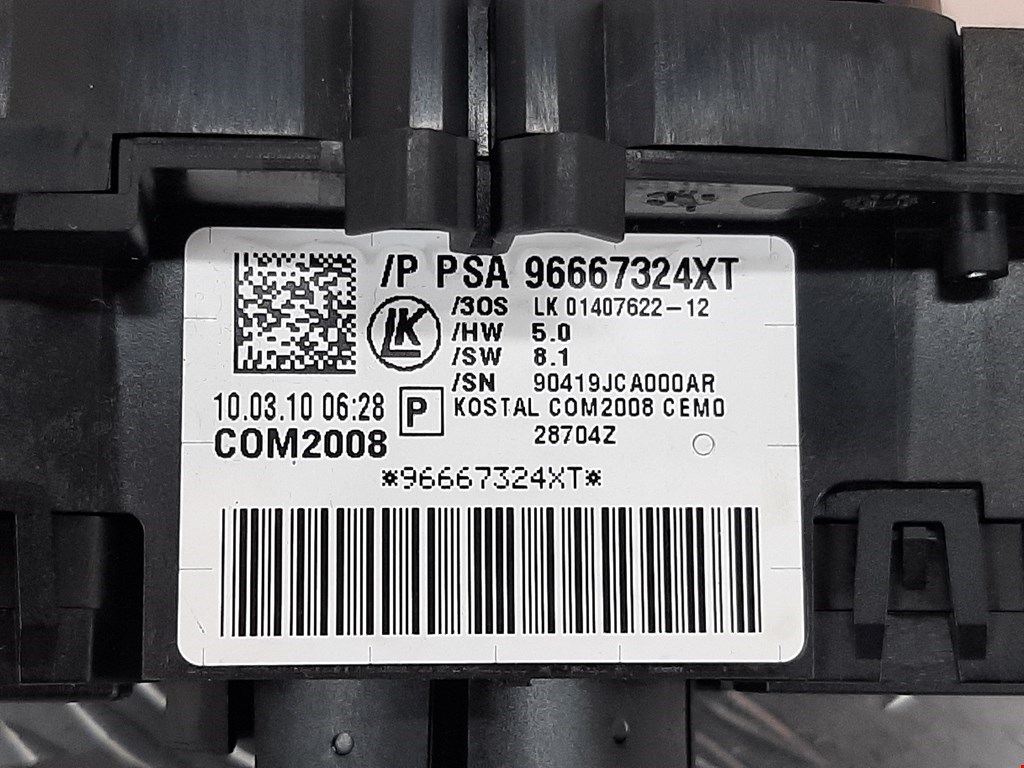 /P PSA 96667324XT
/3OS LK 01407622-12
LK
/HW 5.0
/SW 8.1
/SN 90419JCA000AR
10.03.10 06:28
P
KOSTAL COM2008 CEM0
28704Z
COM2008
*96667324XT*